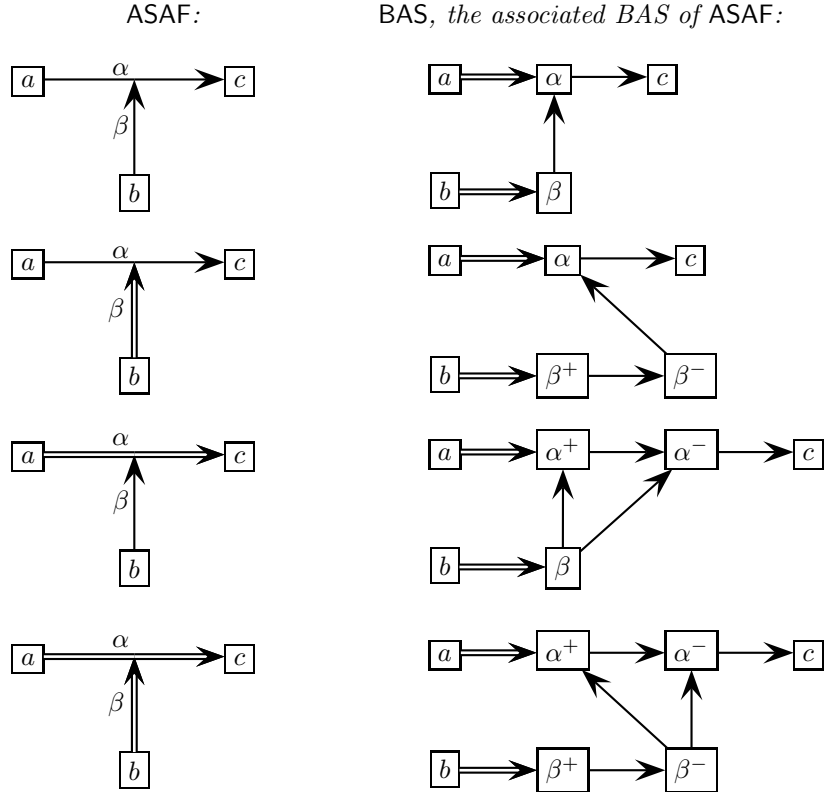 ASAF: BAS, the associated BAS of ASAF:
a α c a α c
β
b b β
a α c a α c
β
b b β⁺ β⁻
a α c a α⁺ α⁻ c
β
b b β
a α c a α⁺ α⁻ c
β
b b β⁺ β⁻